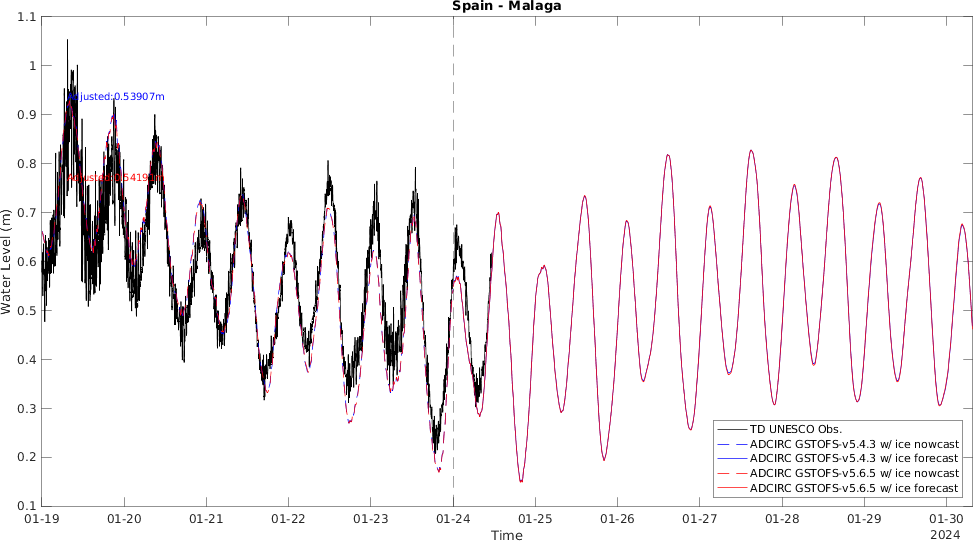 Spain - Malaga
1.1
1
0.9
0.8
0.7
0.6
0.5
0.4
0.3
0.2
0.1
Water Level (m)
justed:0.53907m
TD UNESCO Obs.
ADCIRC GSTOFS-v5.4.3 w/ ice nowcast
ADCIRC GSTOFS-v5.4.3 w/ ice forecast
ADCIRC GSTOFS-v5.6.5 w/ ice nowcast
ADCIRC GSTOFS-v5.6.5 w/ ice forecast
01-19 01-20 01-21 01-22 01-23 01-24 01-25 01-26 01-27 01-28 01-29 01-30
Time
2024